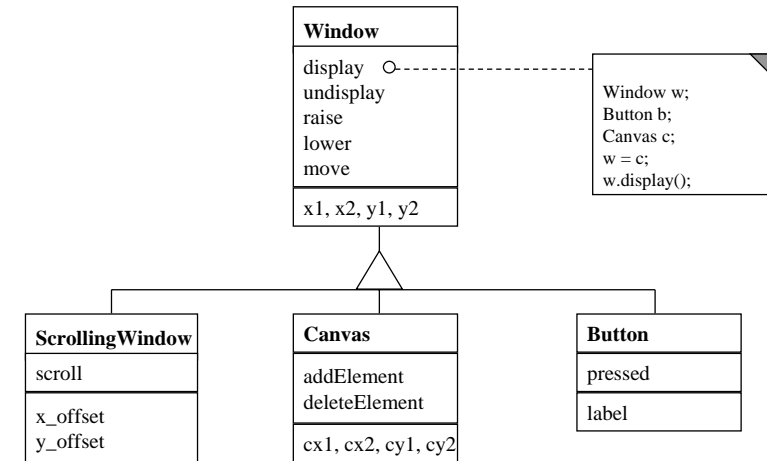 Window
display
undisplay
raise
lower
move
x1, x2, y1, y2
Window w;
Button b;
Canvas c;
w = c;
w.display();
ScrollingWindow
scroll
x_offset
y_offset
Canvas
addElement
deleteElement
cx1, cx2, cy1, cy2
Button
pressed
label